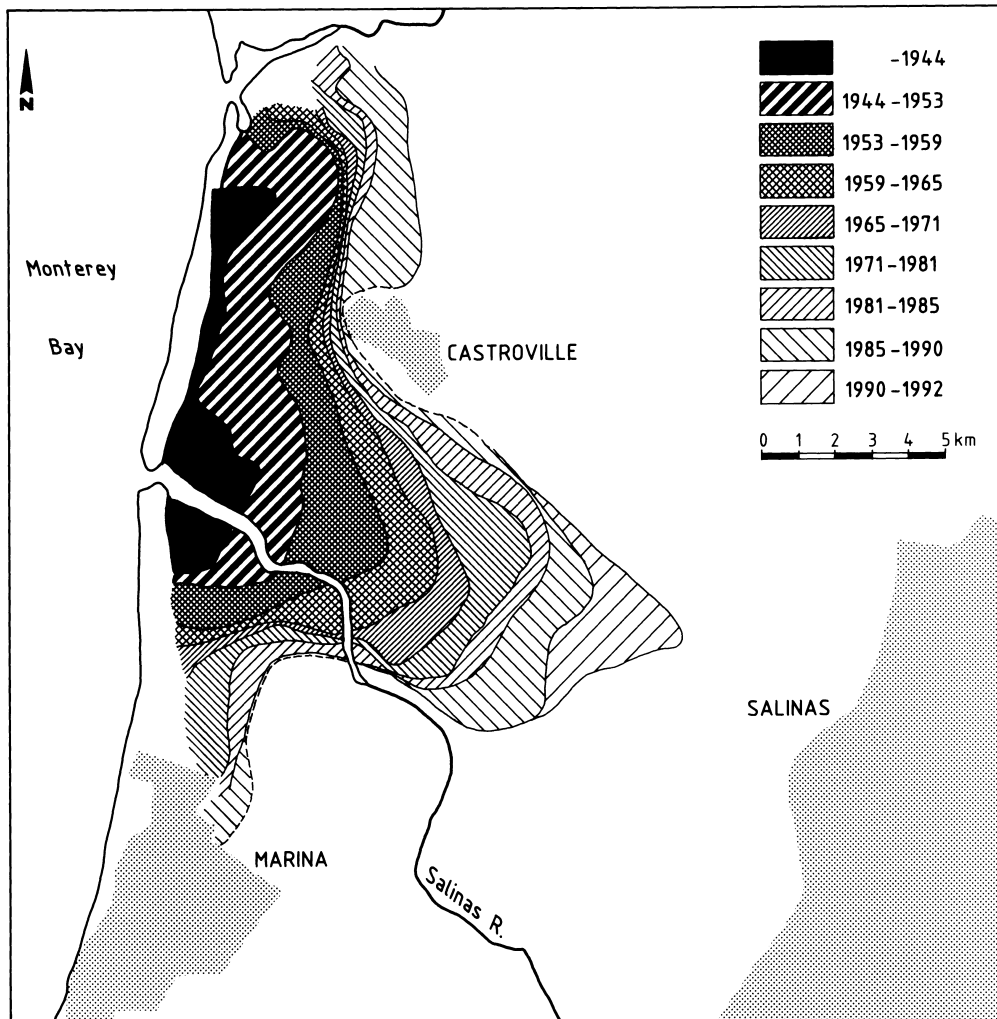 N
Monterey
Bay
CASTROVILLE
SALINAS
MARINA
Salinas R.
-1944
1944-1953
1953-1959
1959-1965
1965-1971
1971-1981
1981-1985
1985-1990
1990-1992
0 1 2 3 4 5 km